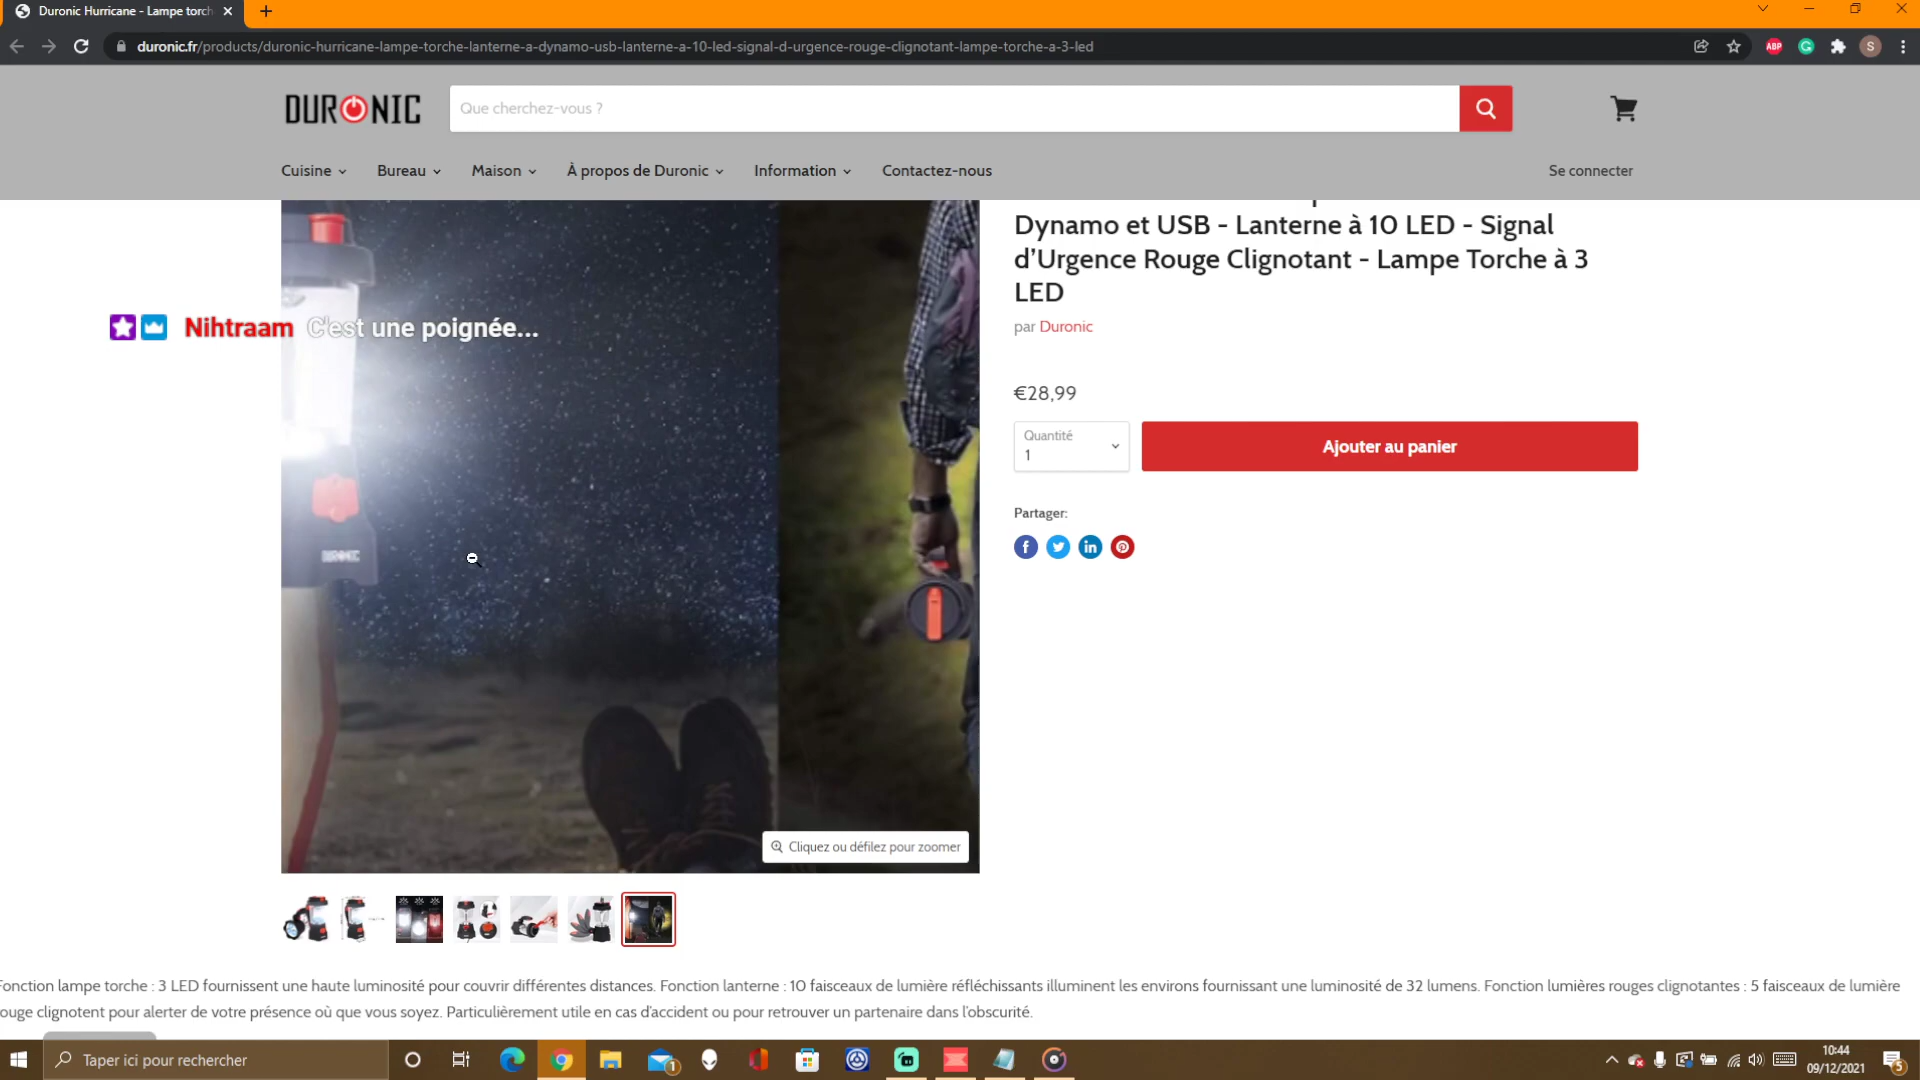 Duronic Hurricane - Lampe torch
duronic.fr/products/duronic-hurricane-lampe-torche-lanterne-a-dynamo-usb-lanterne-a-10-led-signal-d-urgence-rouge-clignotant-lampe-torche-a-3-led
ABP
S
DURONIC
Que cherchez-vous ?
Cuisine
Bureau
Maison
À propos de Duronic
Information
Contactez-nous
Se connecter
Dynamo et USB - Lanterne à 10 LED - Signal
d’Urgence Rouge Clignotant - Lampe Torche à 3
LED
par Duronic
Nihtraam C'est une poignée...
€28,99
Quantité
1
Ajouter au panier
Partager:
DURONIC
Cliquez ou défilez pour zoomer
onction lampe torche : 3 LED fournissent une haute luminosité pour couvrir différentes distances. Fonction lanterne : 10 faisceaux de lumière réfléchissants illuminent les environs fournissant une luminosité de 32 lumens. Fonction lumières rouges clignotantes : 5 faisceaux de lumière
ouge clignotent pour alerter de votre présence où que vous soyez. Particulièrement utile en cas d'accident ou pour retrouver un partenaire dans l'obscurité.
Taper ici pour rechercher
1
10:44
09/12/2021
5